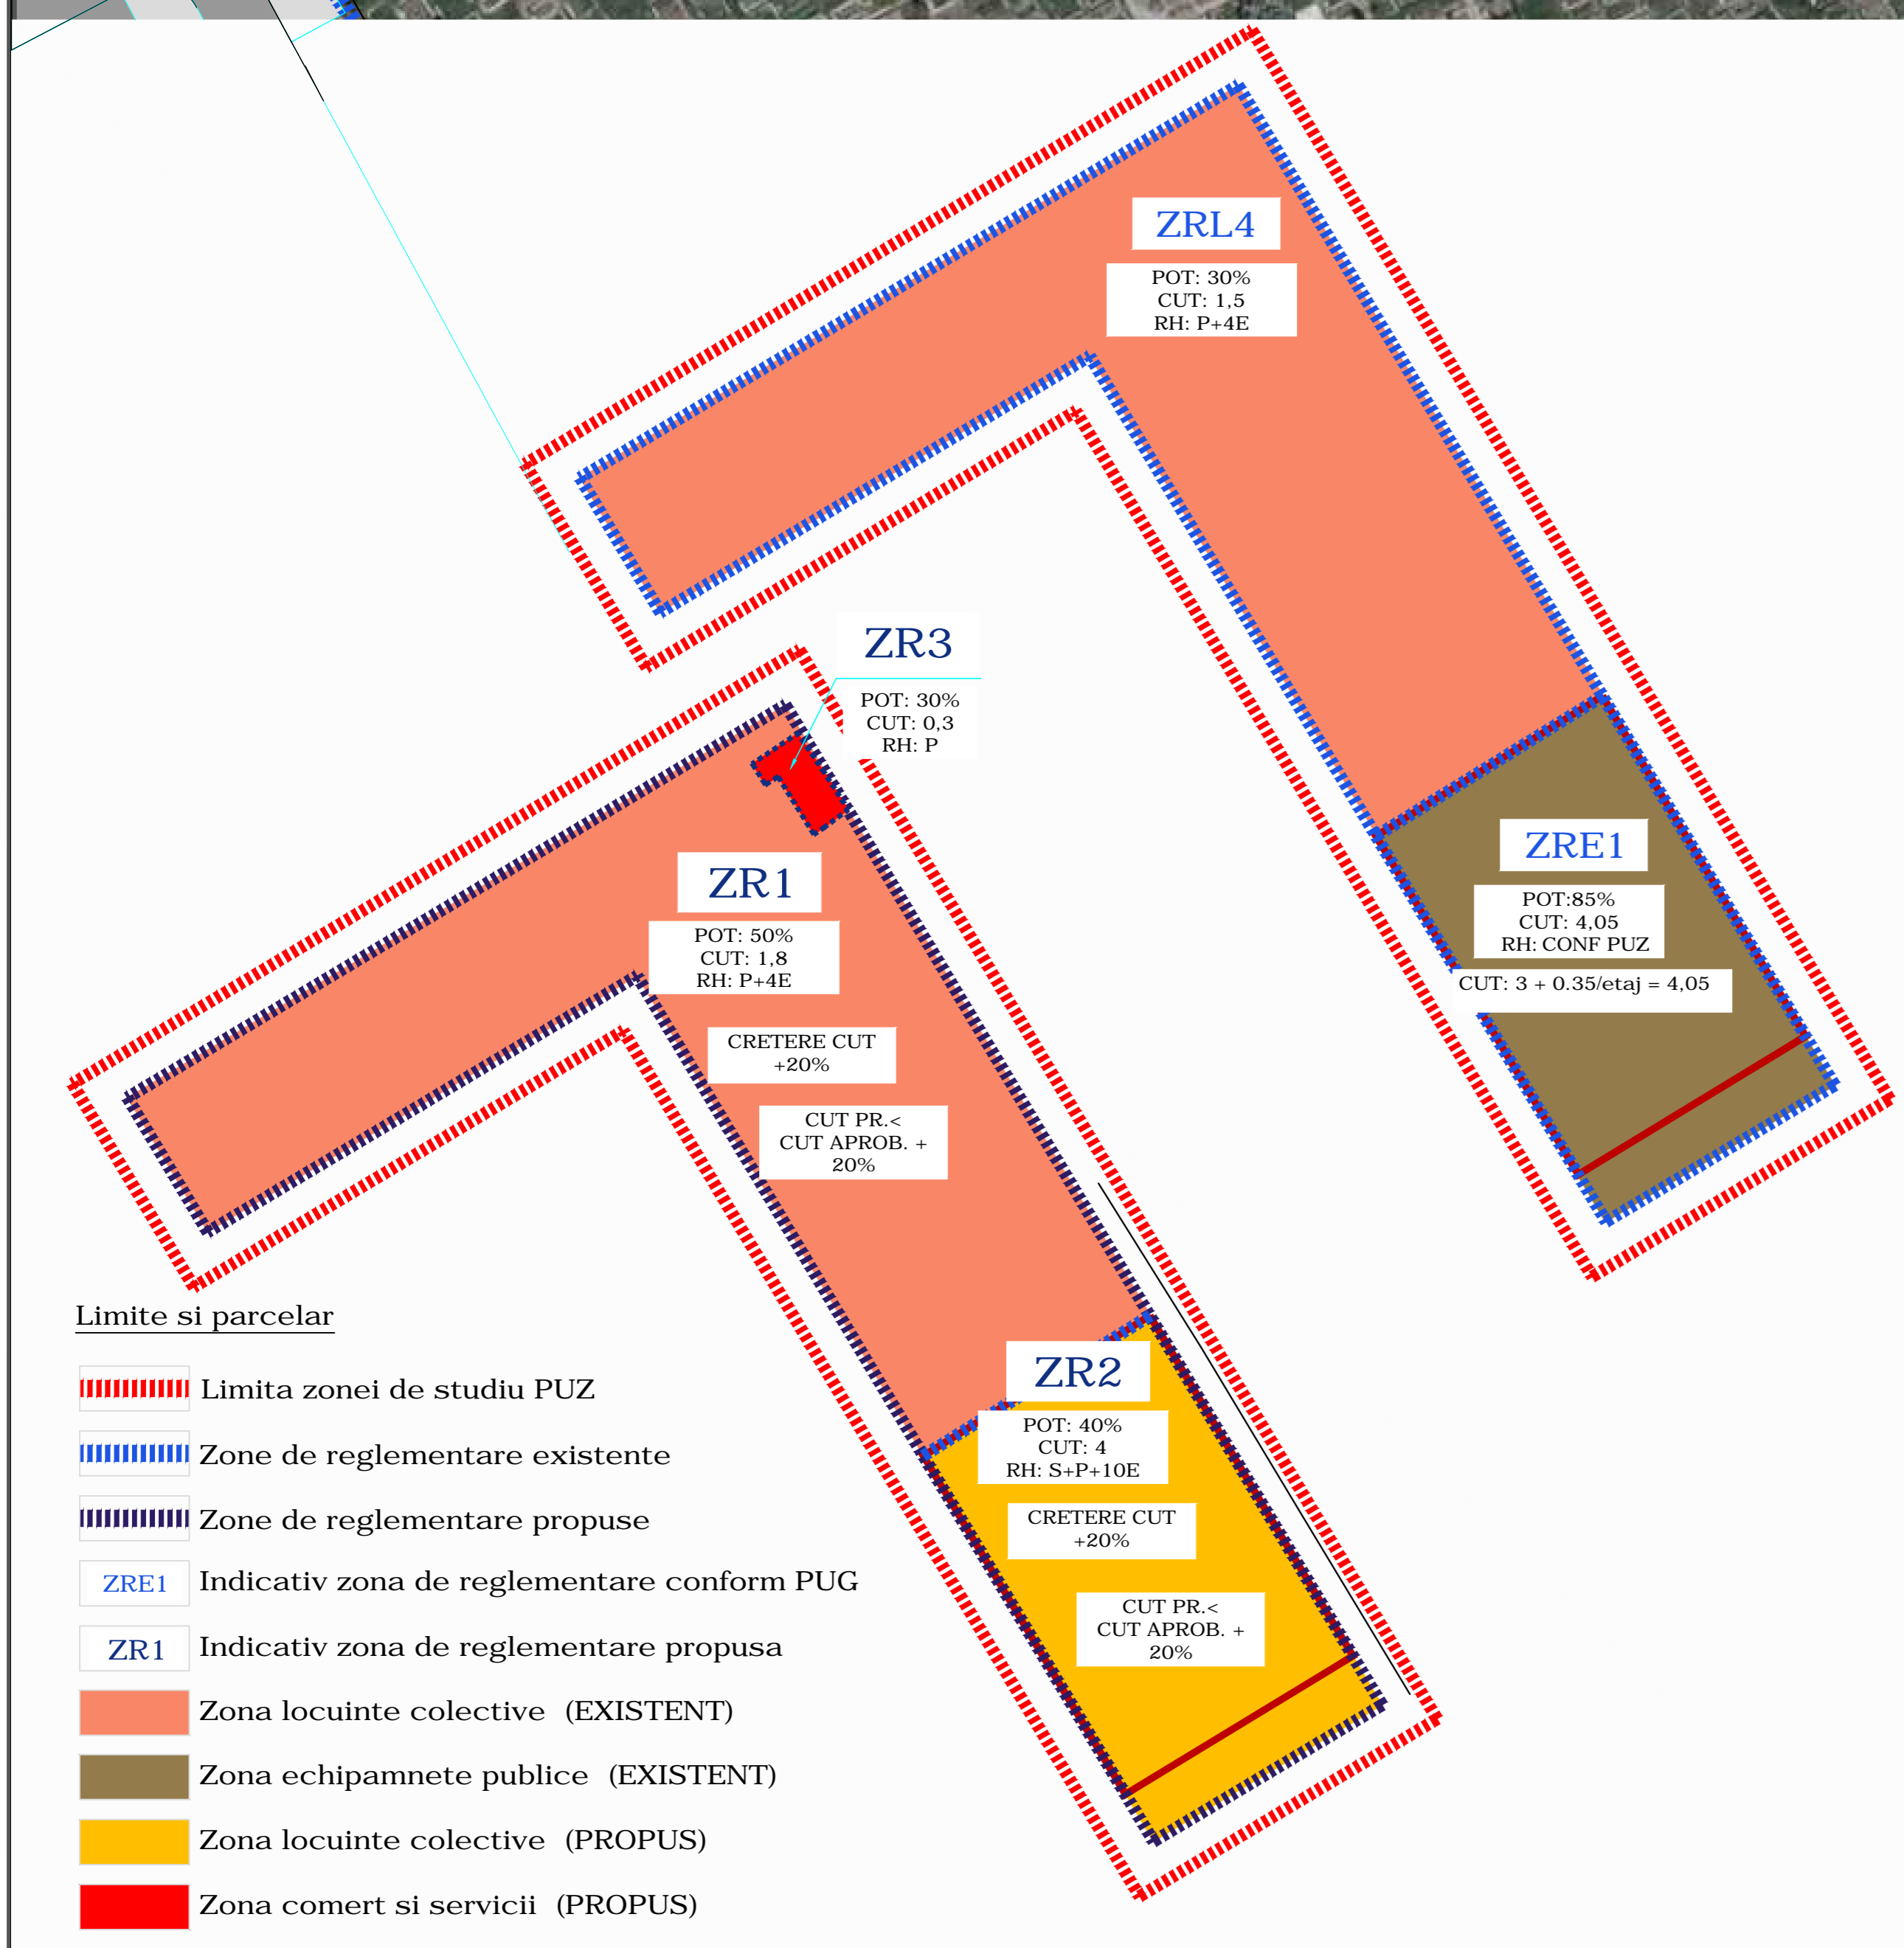 ZRL4
POT: 30%
CUT: 1,5
RH: P+4E
ZR3
POT: 30%
CUT: 0,3
RH: P
ZRE1
POT:85%
CUT: 4,05
RH: CONF PUZ
CUT: 3 + 0.35/etaj = 4,05
ZR1
POT: 50%
CUT: 1,8
RH: P+4E
CRETERE CUT
+20%
CUT PR.<
CUT APROB. +
20%
ZR2
POT: 40%
CUT: 4
RH: S+P+10E
CRETERE CUT
+20%
CUT PR.<
CUT APROB. +
20%
Limite si parcelar
Limita zonei de studiu PUZ
Zone de reglementare existente
Zone de reglementare propuse
ZRE1 Indicativ zona de reglementare conform PUG
ZR1 Indicativ zona de reglementare propusa
Zona locuinte colective (EXISTENT)
Zona echipamnete publice (EXISTENT)
Zona locuinte colective (PROPUS)
Zona comert si servicii (PROPUS)